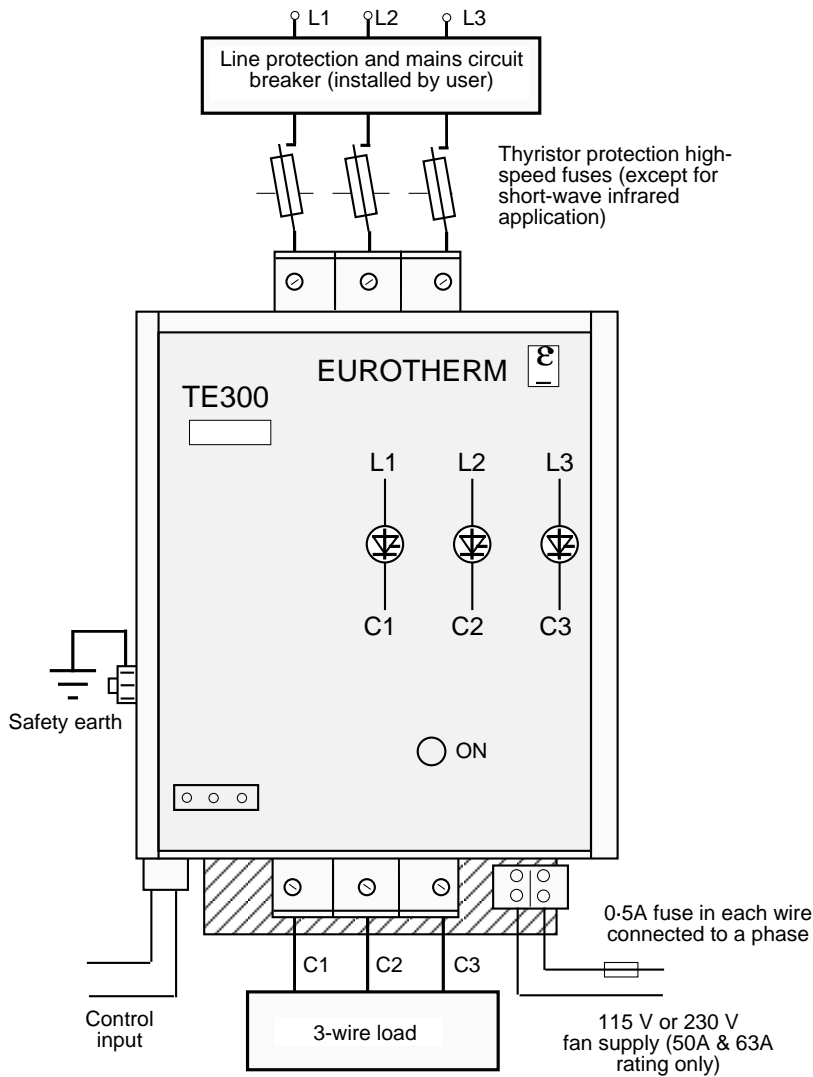 L1
L2
L3
Line protection and mains circuit
breaker (installed by user)
Thyristor protection high-
speed fuses (except for
short-wave infrared
application)
EUROTHERM
ε
TE300
L1
L2
L3
C1
C2
C3
Safety earth
ON
0·5A fuse in each wire
connected to a phase
C1
C2
C3
Control
input
3-wire load
115 V or 230 V
fan supply (50A & 63A
rating only)